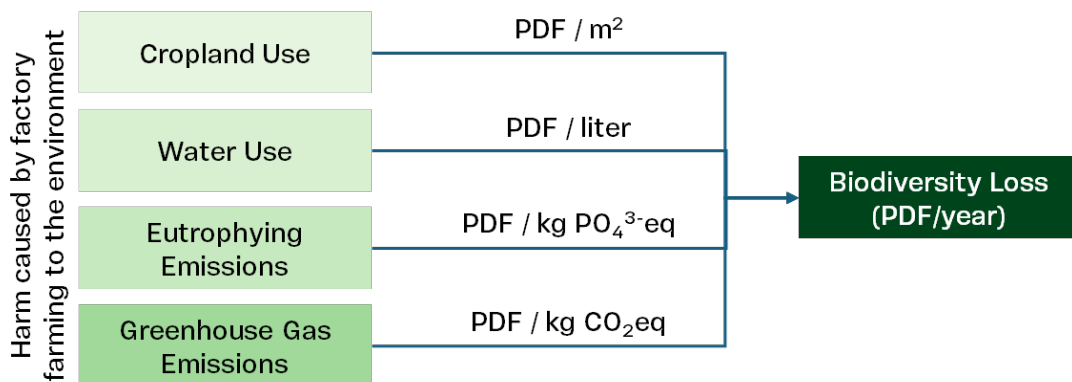 Harm caused by factory
farming to the environment
Cropland Use
PDF / m²
Water Use
PDF / liter
Eutrophying
Emissions
PDF / kg PO₄³⁻eq
Greenhouse Gas
Emissions
PDF / kg CO₂eq
Biodiversity Loss
(PDF/year)